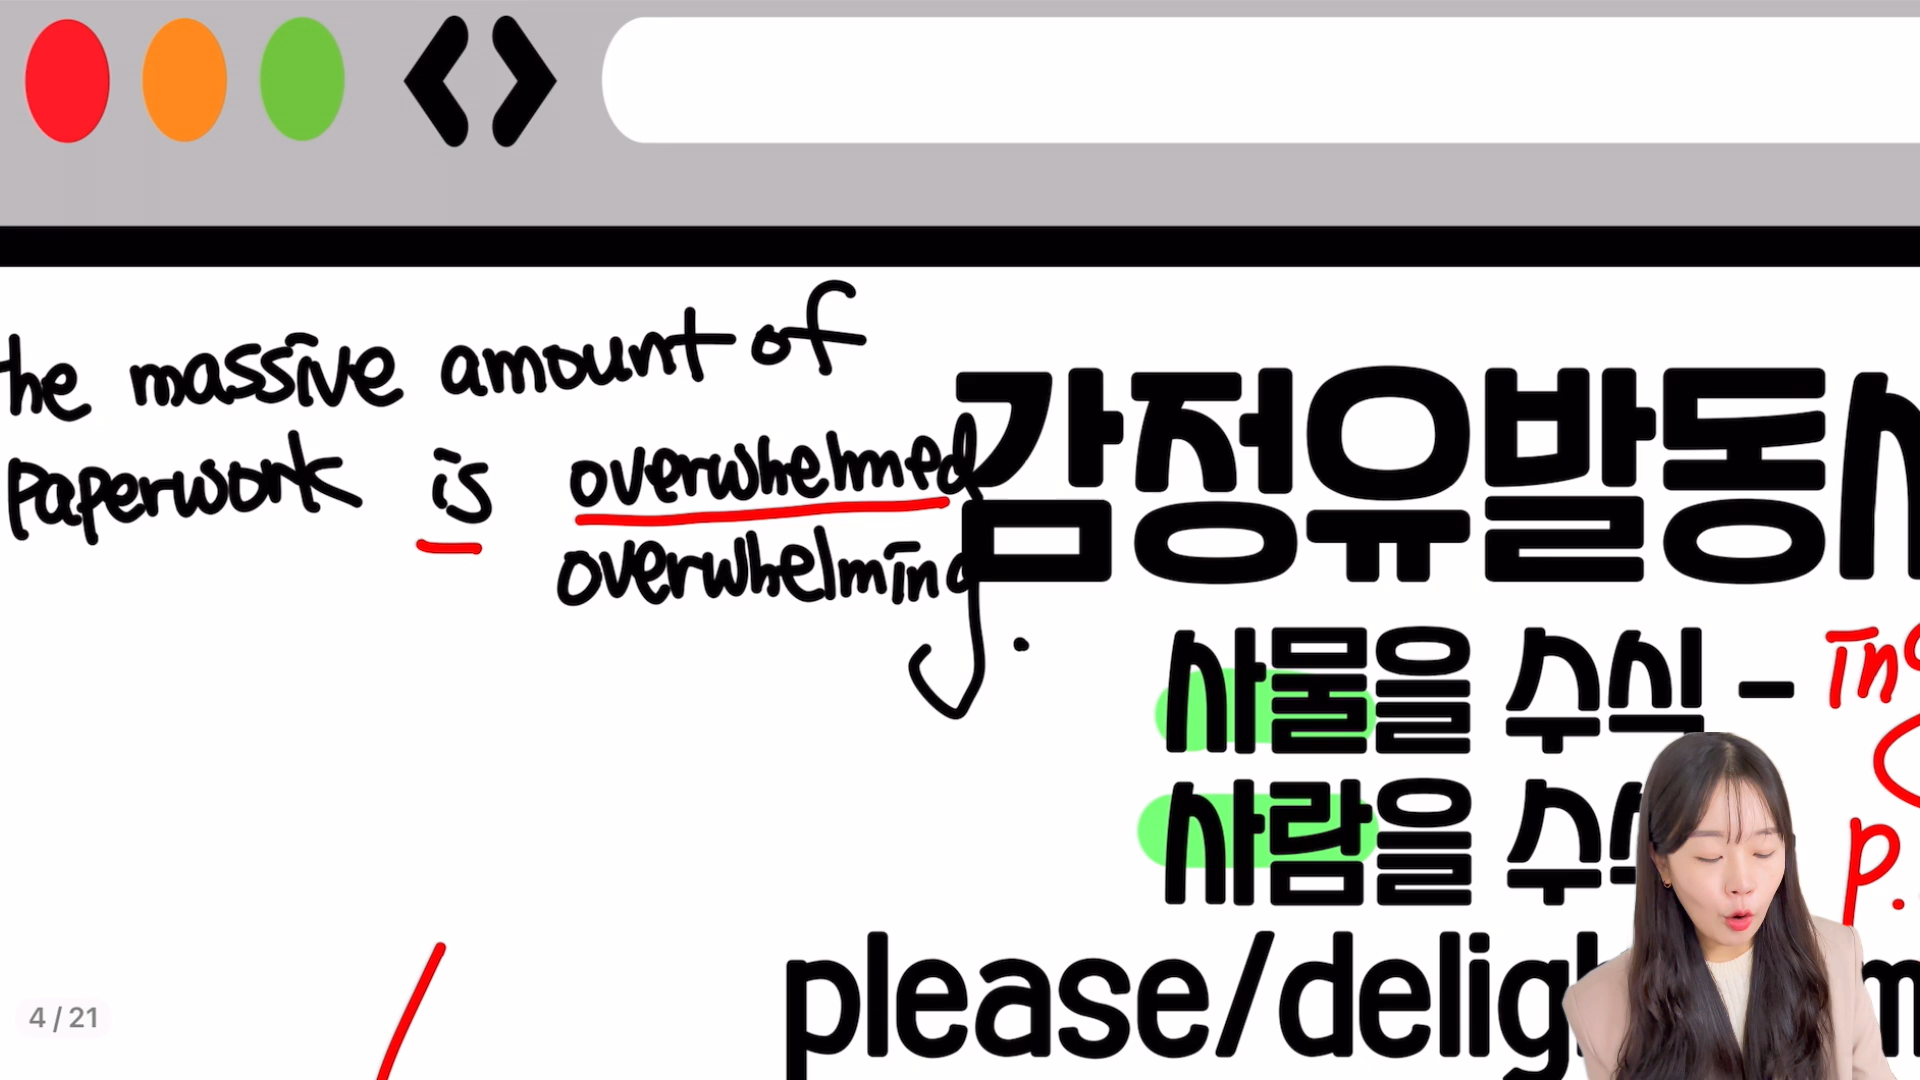 he massive amount of
paperwork is overwhelmed
overwhelming.
감정유발동
사물을 수식 -
사람을 수
please/delig
4 / 21